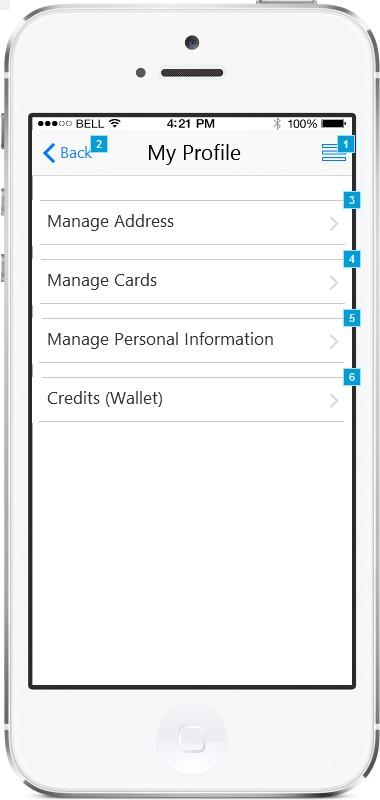 BELL 4:21 PM 100%
Back 2 My Profile 1
3
Manage Address
4
Manage Cards
5
Manage Personal Information
6
Credits (Wallet)